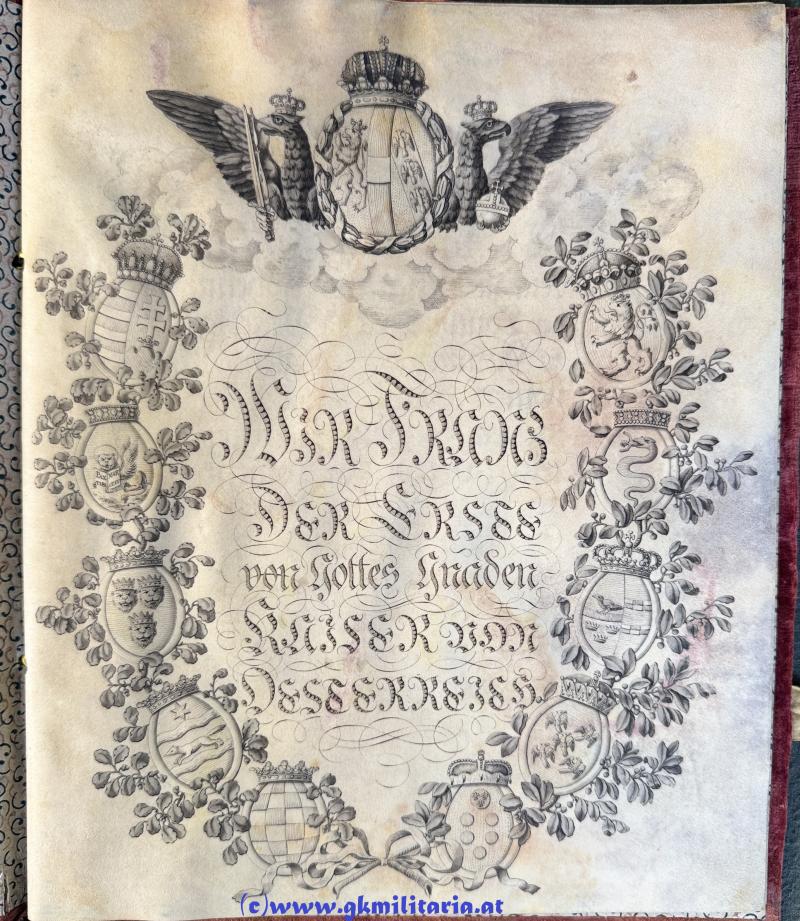 Wir Franz
Der Erste
von Gottes Gnaden
Kaiser von
Oesterreich.
(c)www.gkmilitaria.at